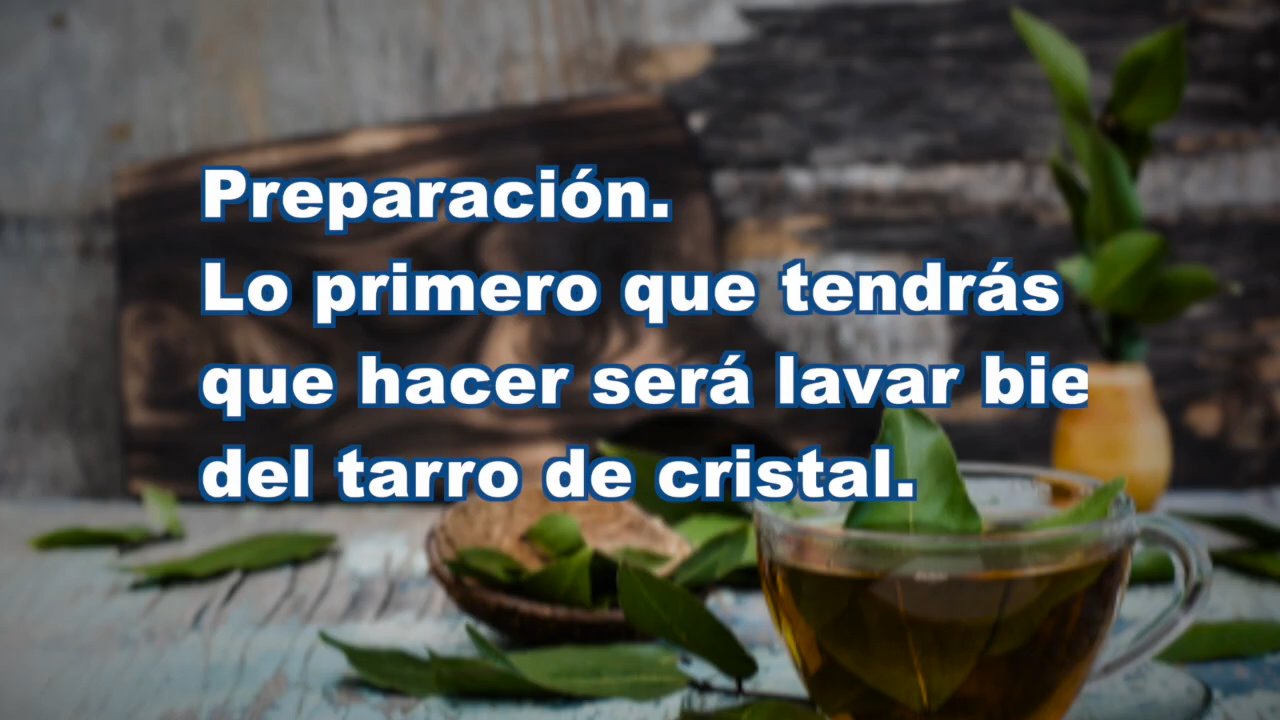 Preparación.
Lo primero que tendrás
que hacer será lavar bie
del tarro de cristal.